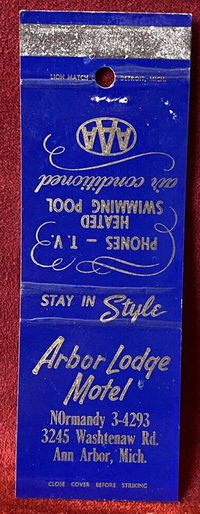 LION MATCH DETROIT, MICH.
AAA
air conditioned
HEATED
SWIMMING POOL
PHONES - T. V.
STAY IN Style
Arbor Lodge
Motel
NOrmandy 3-4293
3245 Washtenaw Rd.
Ann Arbor, Mich.
CLOSE COVER BEFORE STRIKING